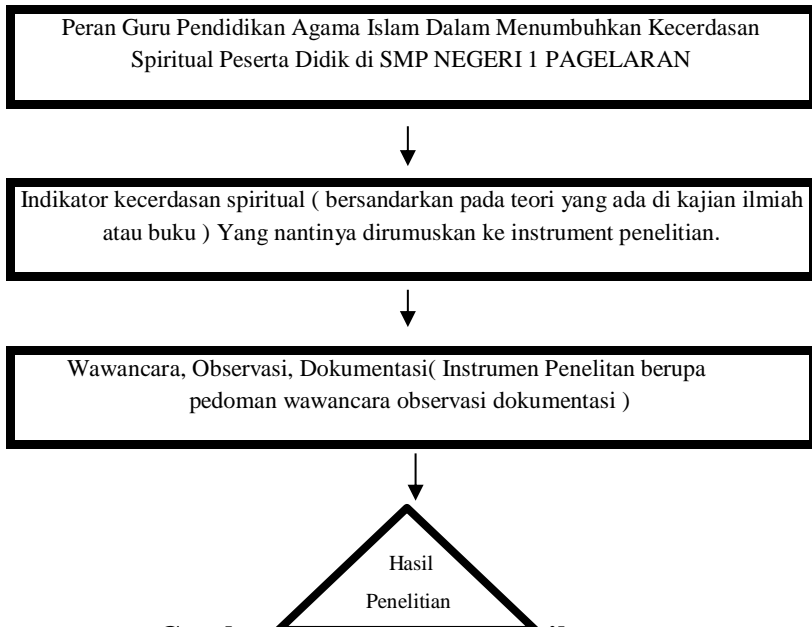 Peran Guru Pendidikan Agama Islam Dalam Menumbuhkan Kecerdasan
Spiritual Peserta Didik di SMP NEGERI 1 PAGELARAN
Indikator kecerdasan spiritual ( bersandarkan pada teori yang ada di kajian ilmiah
atau buku ) Yang nantinya dirumuskan ke instrument penelitian.
Wawancara, Observasi, Dokumentasi( Instrumen Penelitan berupa
pedoman wawancara observasi dokumentasi )
Hasil
Penelitian